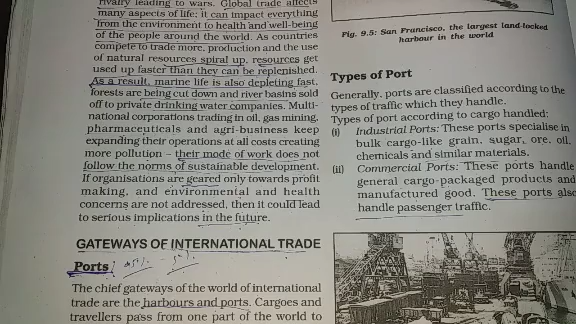 rivalry leading to wars. Global trade affects
many aspects of life; it can impact everything
from the environment to health and well-being
of the people around the world. As countries
compete to trade more, production and the use
of natural resources spiral up, resources get
used up faster than they can be replenished.
As a result, marine life is also depleting fast,
forests are being cut down and river basins sold
off to private drinking water companies. Multi-
national corporations trading in oil, gas mining,
pharmaceuticals and agri-business keep
expanding their operations at all costs creating
more pollution – their mode of work does not
follow the norms of sustainable development.
If organisations are geared only towards profit
making, and environmental and health
concerns are not addressed, then it could lead
to serious implications in the future.
GATEWAYS OF INTERNATIONAL TRADE
Ports
The chief gateways of the world of international
trade are the harbours and ports. Cargoes and
travellers pass from one part of the world to
Fig. 9.5: San Francisco, the largest land-locked
harbour in the world
Types of Port
Generally, ports are classified according to the
types of traffic which they handle.
Types of port according to cargo handled:
(i) Industrial Ports: These ports specialise in
bulk cargo-like grain, sugar, ore, oil,
chemicals and similar materials.
(ii) Commercial Ports: These ports handle
general cargo-packaged products and
manufactured good. These ports also
handle passenger traffic.